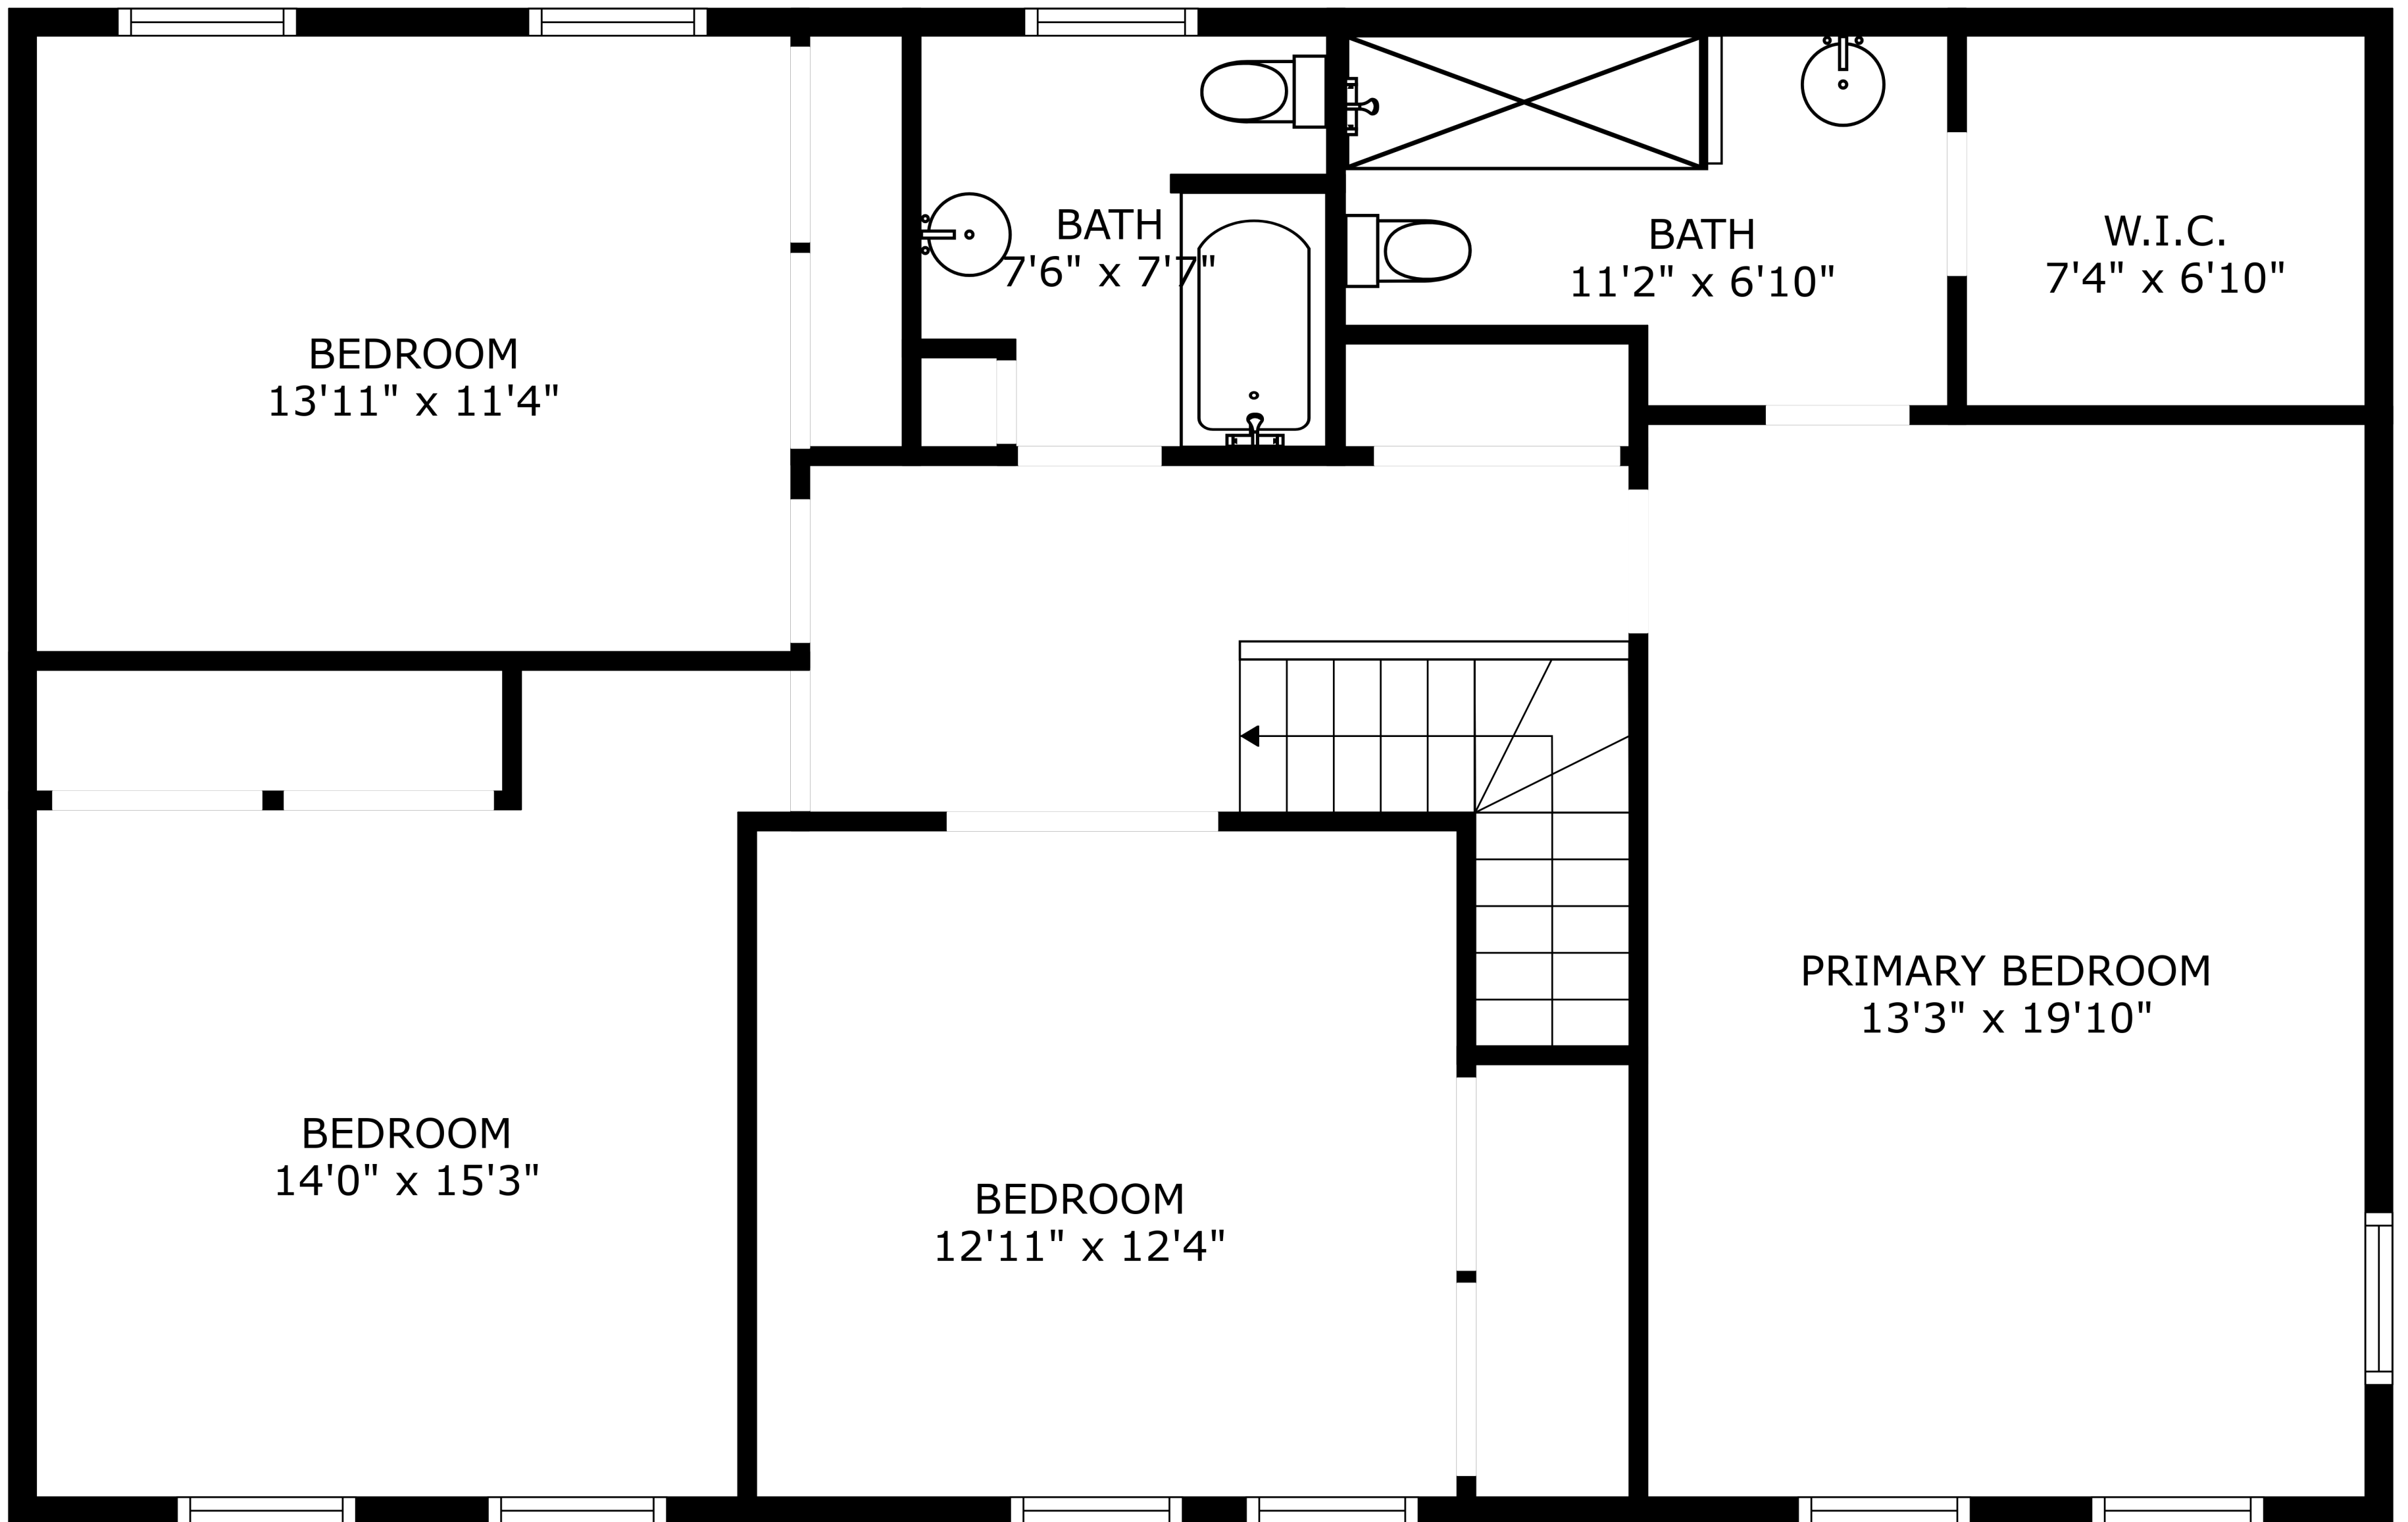 BATH
7'6" x 7'7"
BATH
11'2" x 6'10"
W.I.C.
7'4" x 6'10"
BEDROOM
13'11" x 11'4"
PRIMARY BEDROOM
13'3" x 19'10"
BEDROOM
14'0" x 15'3"
BEDROOM
12'11" x 12'4"